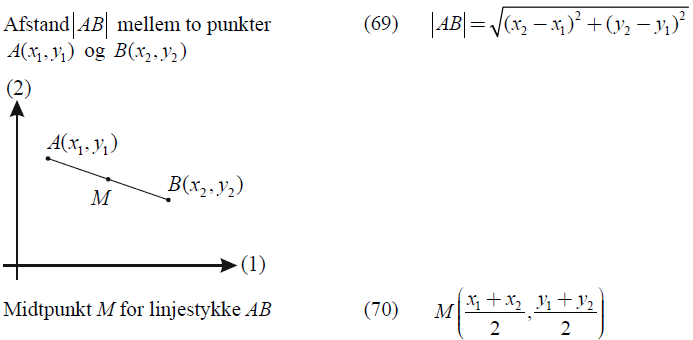 Afstand |AB| mellem to punkter (69) |AB| = √((x₂ − x₁)² + (y₂ − y₁)²)
A(x₁, y₁) og B(x₂, y₂)
(2)
A(x₁, y₁)
B(x₂, y₂)
M
(1)
Midtpunkt M for linjestykke AB (70) M((x₁ + x₂)/2, (y₁ + y₂)/2)